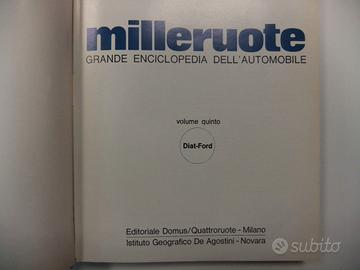 milleruote
GRANDE ENCICLOPEDIA DELL'AUTOMOBILE
volume quinto
Diat-Ford
Editoriale Domus/Quattroruote - Milano
Istituto Geografico De Agostini - Novara
subito